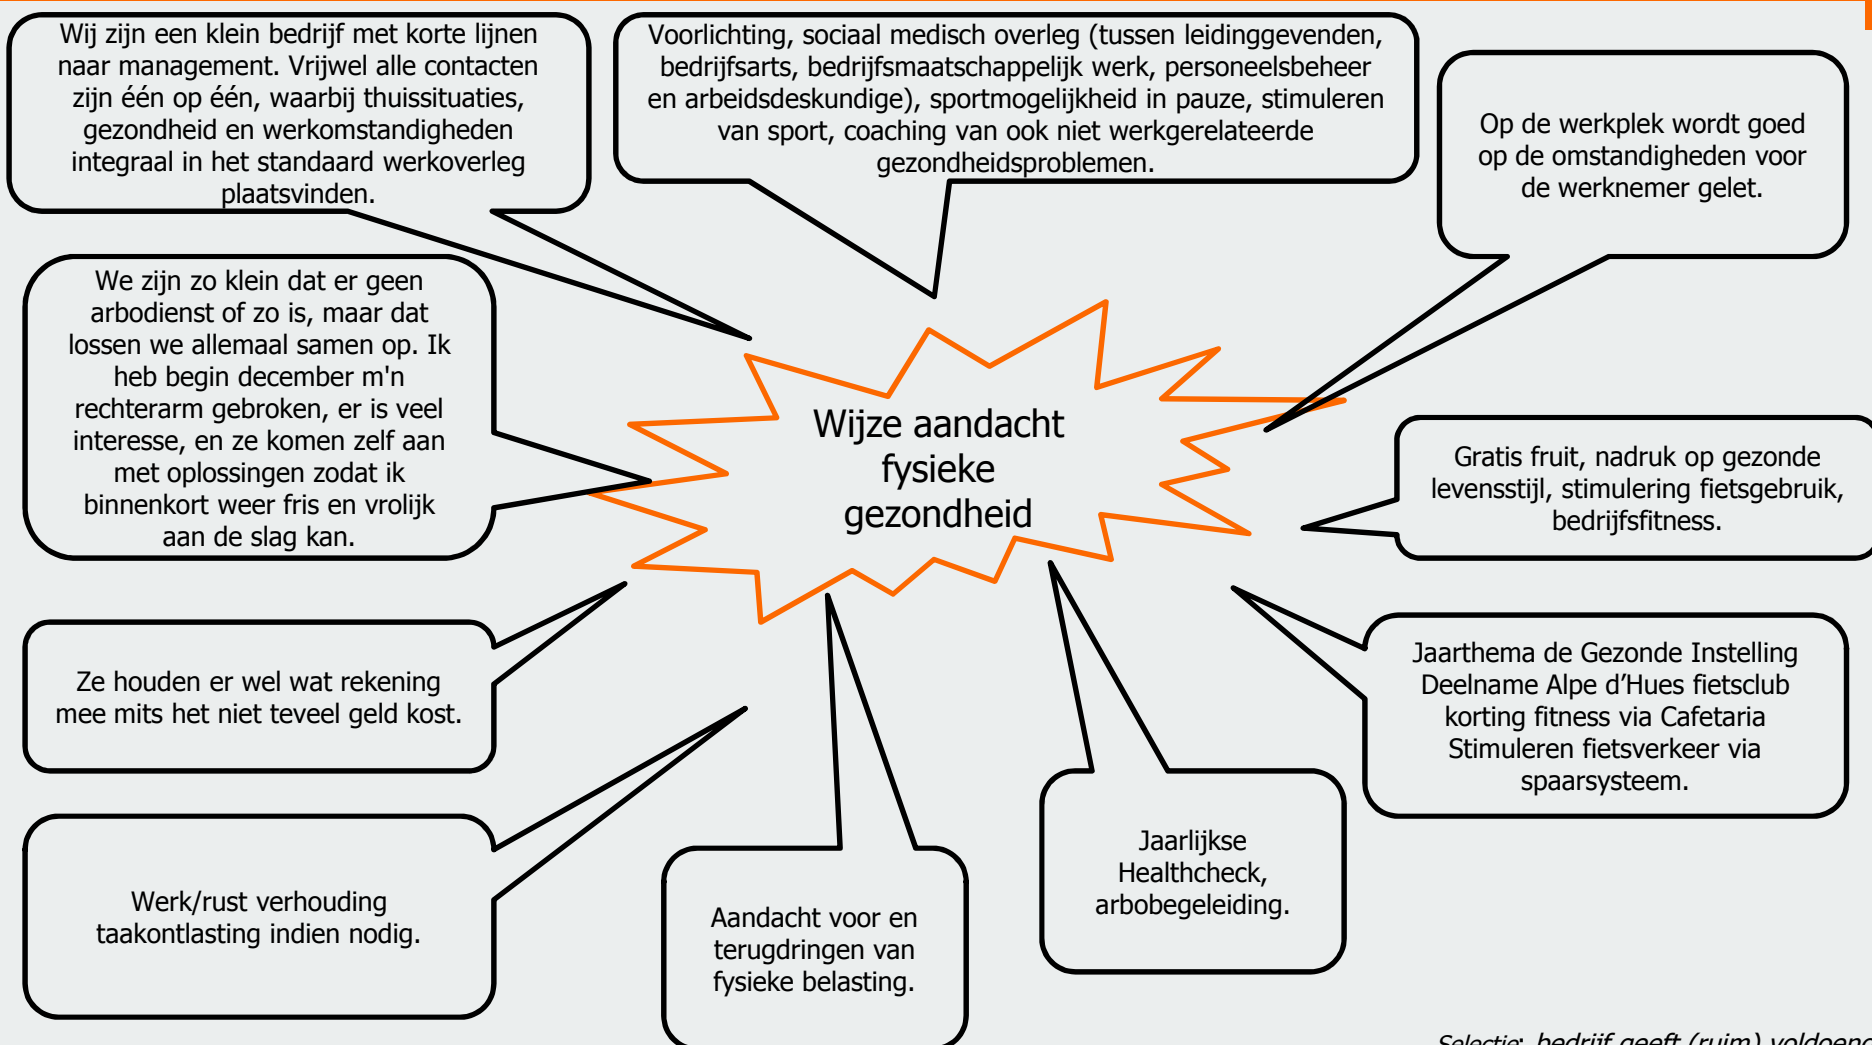 Wij zijn een klein bedrijf met korte lijnen
naar management. Vrijwel alle contacten
zijn één op één, waarbij thuissituaties,
gezondheid en werkomstandigheden
integraal in het standaard werkoverleg
plaatsvinden.
Voorlichting, sociaal medisch overleg (tussen leidinggevenden,
bedrijfsarts, bedrijfsmaatschappelijk werk, personeelsbeheer
en arbeidsdeskundige), sportmogelijkheid in pauze, stimuleren
van sport, coaching van ook niet werkgerelateerde
gezondheidsproblemen.
Op de werkplek wordt goed
op de omstandigheden voor
de werknemer gelet.
We zijn zo klein dat er geen
arbodienst of zo is, maar dat
lossen we allemaal samen op. Ik
heb begin december m'n
rechterarm gebroken, er is veel
interesse, en ze komen zelf aan
met oplossingen zodat ik
binnenkort weer fris en vrolijk
aan de slag kan.
Wijze aandacht
fysieke
gezondheid
Gratis fruit, nadruk op gezonde
levensstijl, stimulering fietsgebruik,
bedrijfsfitness.
Ze houden er wel wat rekening
mee mits het niet teveel geld kost.
Jaarthema de Gezonde Instelling
Deelname Alpe d’Hues fietsclub
korting fitness via Cafetaria
Stimuleren fietsverkeer via
spaarsysteem.
Werk/rust verhouding
taakontlasting indien nodig.
Aandacht voor en
terugdringen van
fysieke belasting.
Jaarlijkse
Healthcheck,
arbobegeleiding.
Selectie: bedrijf geeft (ruim)